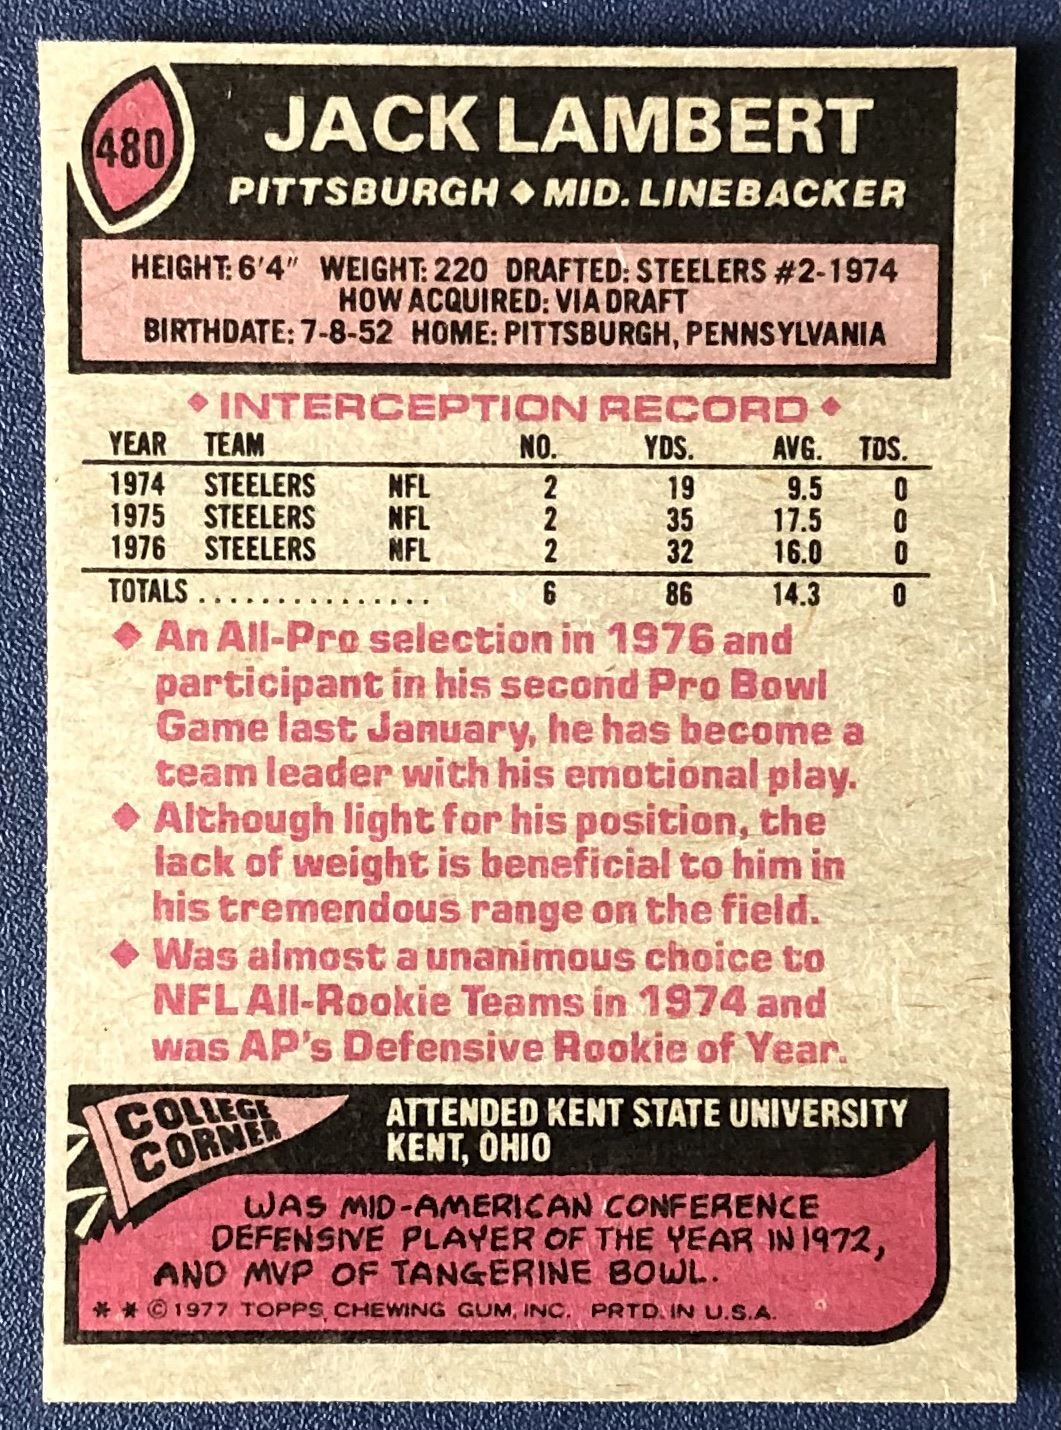 480
JACK LAMBERT
PITTSBURGH ◆ MID. LINEBACKER
HEIGHT: 6'4" WEIGHT: 220 DRAFTED: STEELERS #2-1974
HOW ACQUIRED: VIA DRAFT
BIRTHDATE: 7-8-52 HOME: PITTSBURGH, PENNSYLVANIA
◆ INTERCEPTION RECORD ◆
YEAR TEAM NO. YDS. AVG. TDS.
1974 STEELERS NFL 2 19 9.5 0
1975 STEELERS NFL 2 35 17.5 0
1976 STEELERS NFL 2 32 16.0 0
TOTALS ............... 6 86 14.3 0
◆ An All-Pro selection in 1976 and
participant in his second Pro Bowl
Game last January, he has become a
team leader with his emotional play.
◆ Although light for his position, the
lack of weight is beneficial to him in
his tremendous range on the field.
◆ Was almost a unanimous choice to
NFL All-Rookie Teams in 1974 and
was AP's Defensive Rookie of Year.
COLLEGE
CORNER
ATTENDED KENT STATE UNIVERSITY
KENT, OHIO
WAS MID-AMERICAN CONFERENCE
DEFENSIVE PLAYER OF THE YEAR IN 1972,
AND MVP OF TANGERINE BOWL.
* * © 1977 TOPPS CHEWING GUM, INC. PRTD. IN U.S.A.